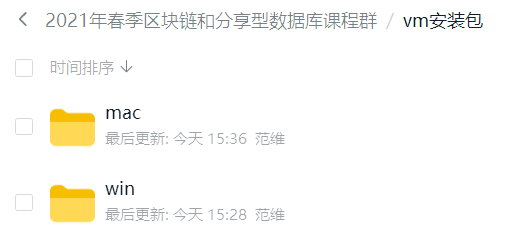 2021年春季区块链和分享型数据库课程群 / vm安装包
时间排序
mac
最后更新: 今天 15:36 范维
win
最后更新: 今天 15:28 范维